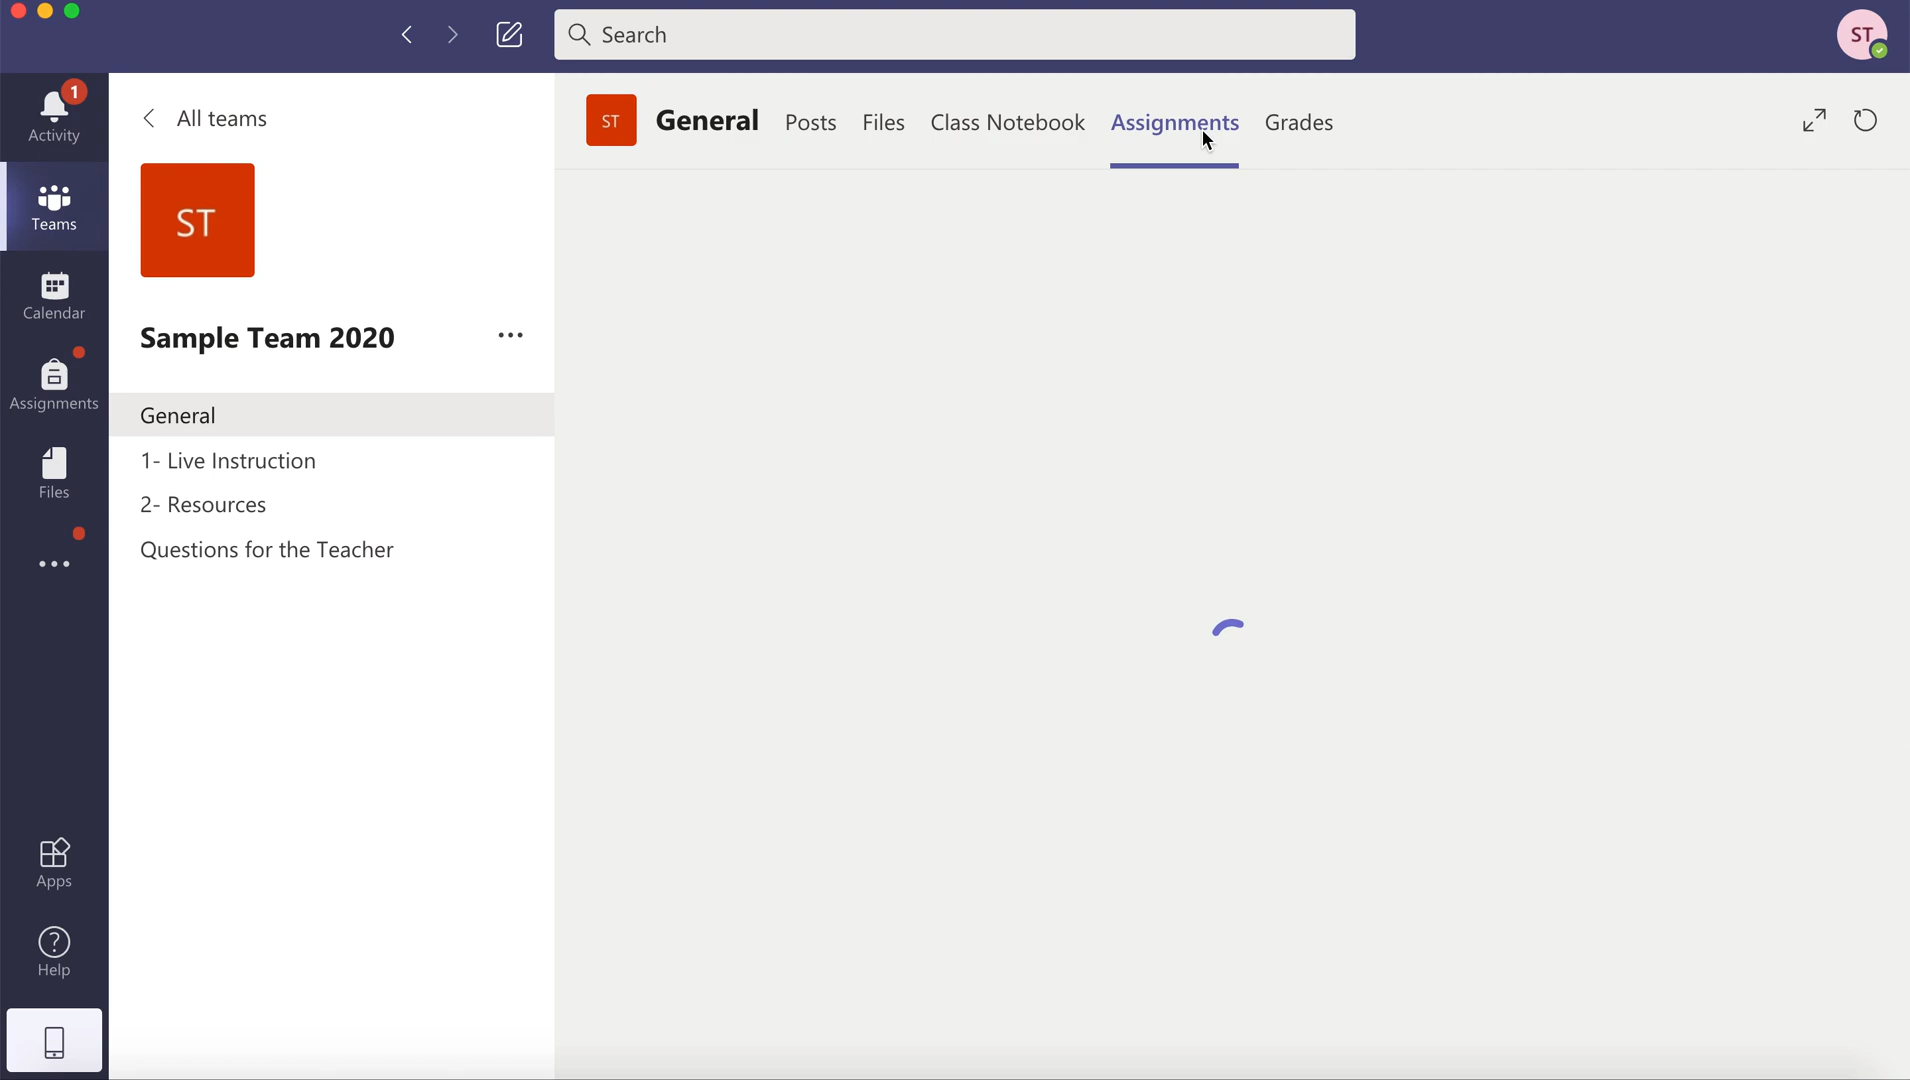 Search
ST
1
Activity
Teams
Calendar
Assignments
Files
Apps
Help
All teams
ST
Sample Team 2020
General
1- Live Instruction
2- Resources
Questions for the Teacher
ST General Posts Files Class Notebook Assignments Grades